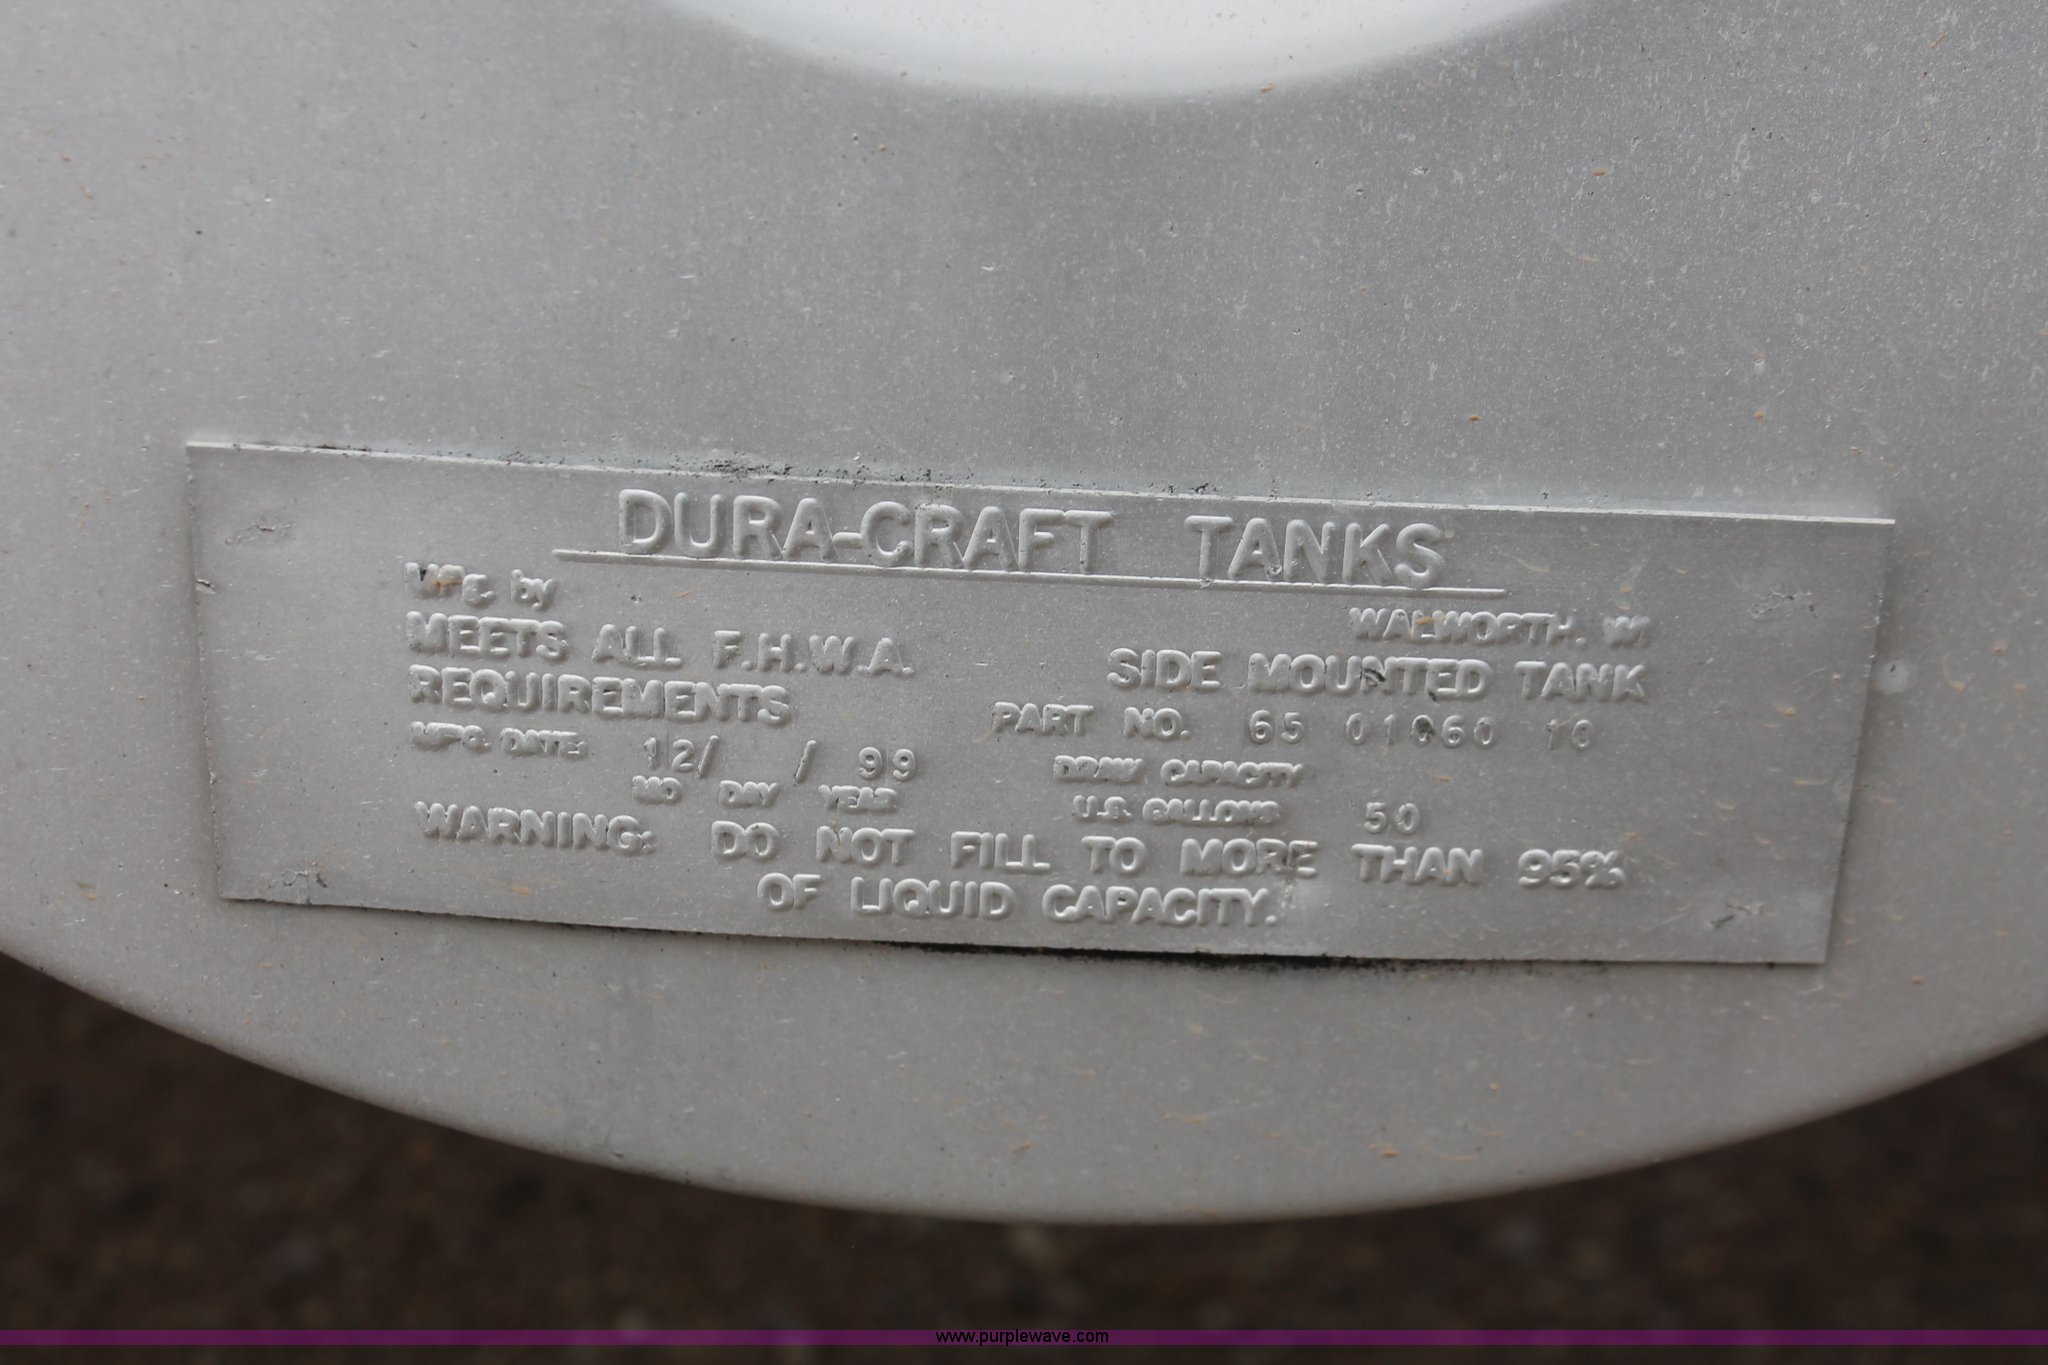 DURA-CRAFT TANKS
Mfg. by
WALWORTH, WI
MEETS ALL F.H.W.A.
REQUIREMENTS
SIDE MOUNTED TANK
PART NO. 65 01060 10
MFG. DATE: 12/ / 99
MO DAY YEAR
DRAW CAPACITY
U.S. GALLONS 50
WARNING: DO NOT FILL TO MORE THAN 95%
OF LIQUID CAPACITY.
www.purplewave.com